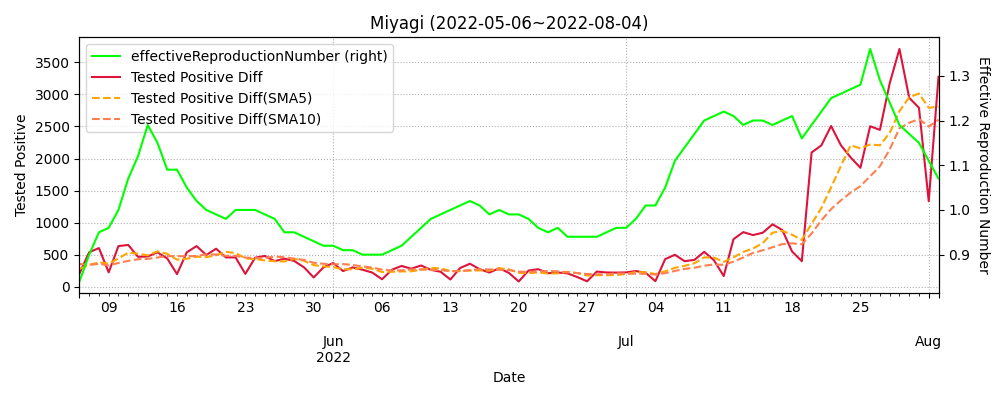 Miyagi (2022-05-06~2022-08-04)
effectiveReproductionNumber (right)
Tested Positive Diff
Tested Positive Diff(SMA5)
Tested Positive Diff(SMA10)
Tested Positive
3500
3000
2500
2000
1500
1000
500
0
Effective Reproduction Number
1.3
1.2
1.1
1.0
0.9
09 16 23 30 06 13 20 27 04 11 18 25
Jun Jul Aug
2022
Date